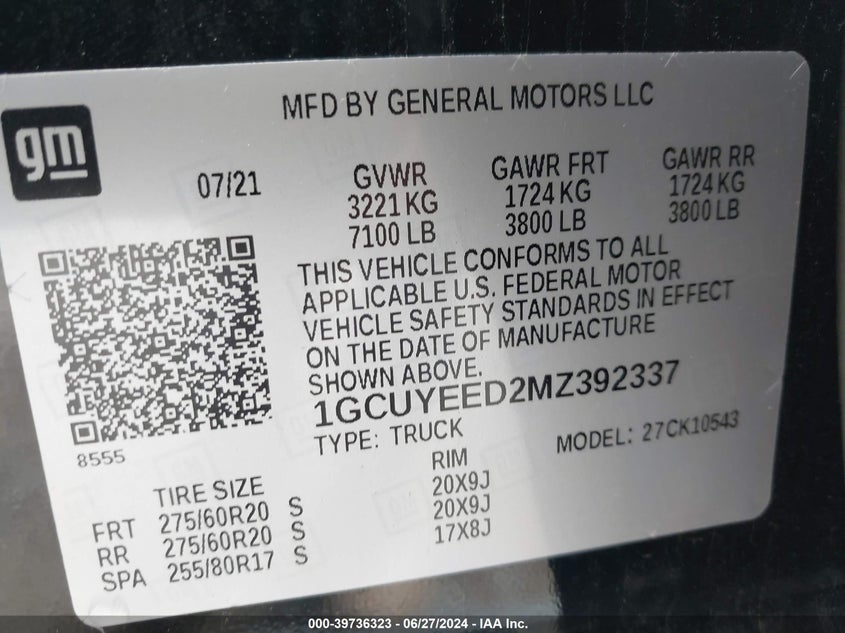 MFD BY GENERAL MOTORS LLC
gm
07/21
GVWR
3221 KG
7100 LB
GAWR FRT
1724 KG
3800 LB
GAWR RR
1724 KG
3800 LB
THIS VEHICLE CONFORMS TO ALL
APPLICABLE U.S. FEDERAL MOTOR
VEHICLE SAFETY STANDARDS IN EFFECT
ON THE DATE OF MANUFACTURE
SHOWN ABOVE.
1GCUYEED2MZ392337
TYPE: TRUCK
MODEL: 27CK10543
8555
TIRE SIZE
RIM
FRT 275/60R20 S 20X9J
RR 275/60R20 S 20X9J
SPA 255/80R17 S 17X8J
000-39736323 - 06/27/2024 - IAA Inc.